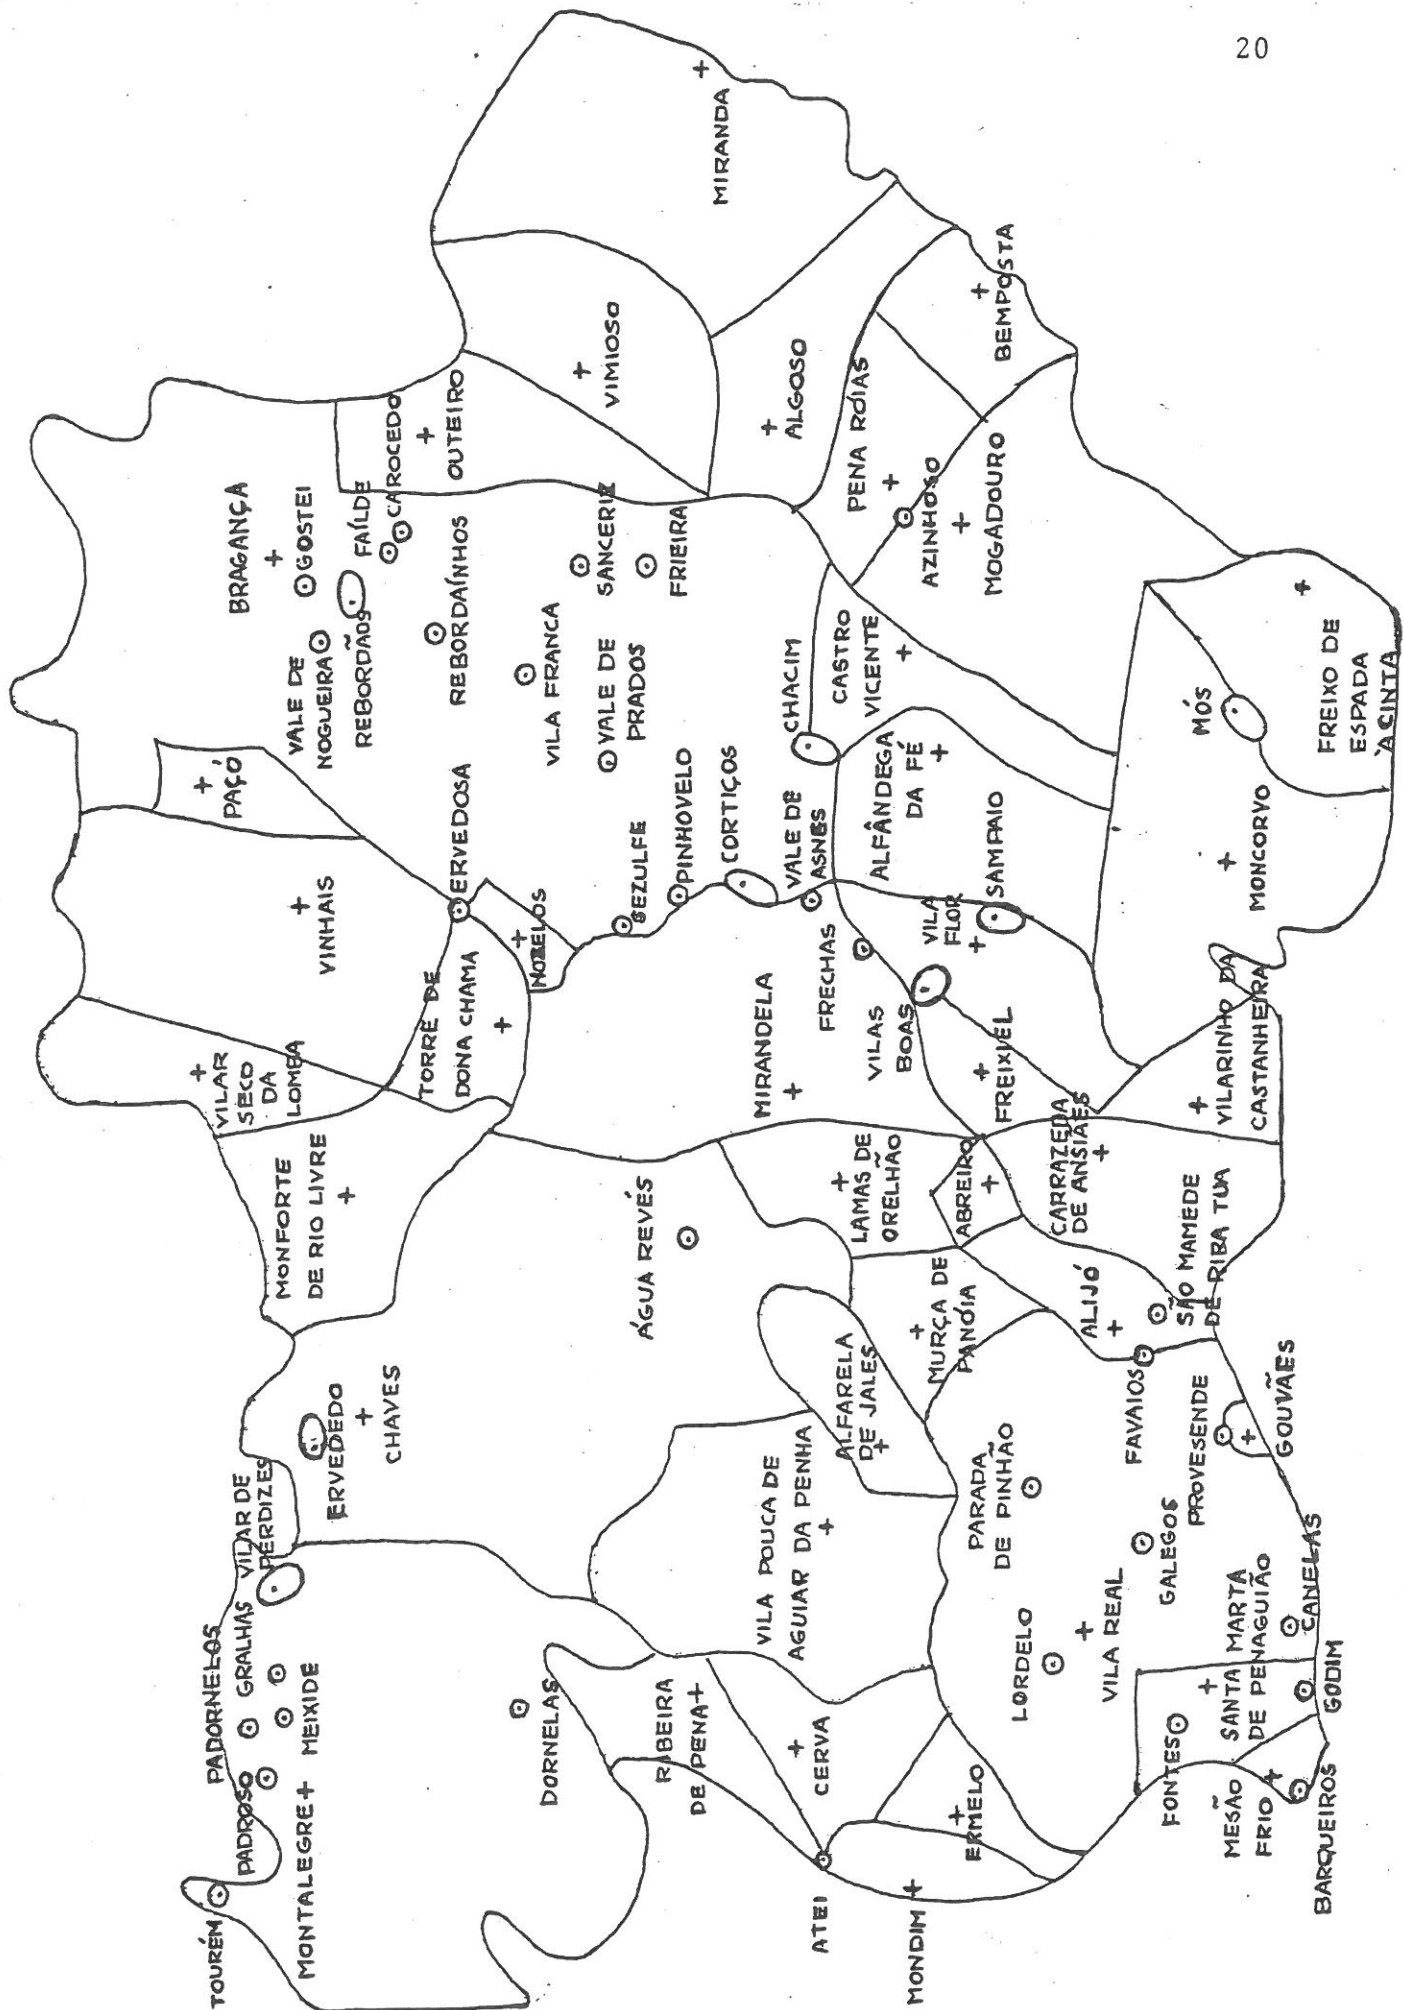 20
MIRANDA
VIMIOSO
ALGOSO
BEMPOSTA
PENA RÓIAS
AZINHOSO
MOGADOURO
OUTEIRO
CAROCEDO
FAÍLDE
BRAGANÇA
GOSTEI
REBORDAÍNHOS
SANCERIZ
FRIEIRA
VALE DE
NOGUEIRA
REBORDÃOS
VILA FRANCA
VALE DE
PRADOS
CHACIM
CASTRO
VICENTE
MÓS
FREIXO DE
ESPADA
À CINTA
PAÇÓ
ERVEDOSA
PINHOVELO
CORTIÇOS
VALE DE
ASNES
ALFÂNDEGA
DA FÉ
SAMPAIO
MONCORVO
VINHAIS
NOZELOS
SEZULFE
TORRE DE
DONA CHAMA
MIRANDELA
FRECHAS
VILA
FLOR
VILAS
BOAS
FREIXIEL
VILARINHO DA
CASTANHEIRA
VILAR
SECO
DA
LOMBA
MONFORTE
DE RIO LIVRE
ÁGUA REVÉS
LAMAS DE
ORELHÃO
ABREIRO
CARRAZEDA
DE ANSIÃES
SÃO MAMEDE
DE RIBA TUA
MURÇA DE
PANÓIA
ALIJÓ
ERVEDEDO
CHAVES
ALFARELA
DE JALES
FAVAIOS
PROVESENDE
GOUVÃES
VILAR DE
PERDIZES
VILA POUCA DE
AGUIAR DA PENHA
PARADA
DE PINHÃO
GALEGOS
CANELAS
PADORNELOS
GRALHAS
PADROSO
MEIXIDE
MONTALEGRE
TOURÉM
DORNELAS
RIBEIRA
DE PENA
CERVA
LORDELO
VILA REAL
SANTA MARTA
DE PENAGUIÃO
GODIM
FONTES
MESÃO
FRIO
BARQUEIROS
ERMELO
ATEI
MONDIM